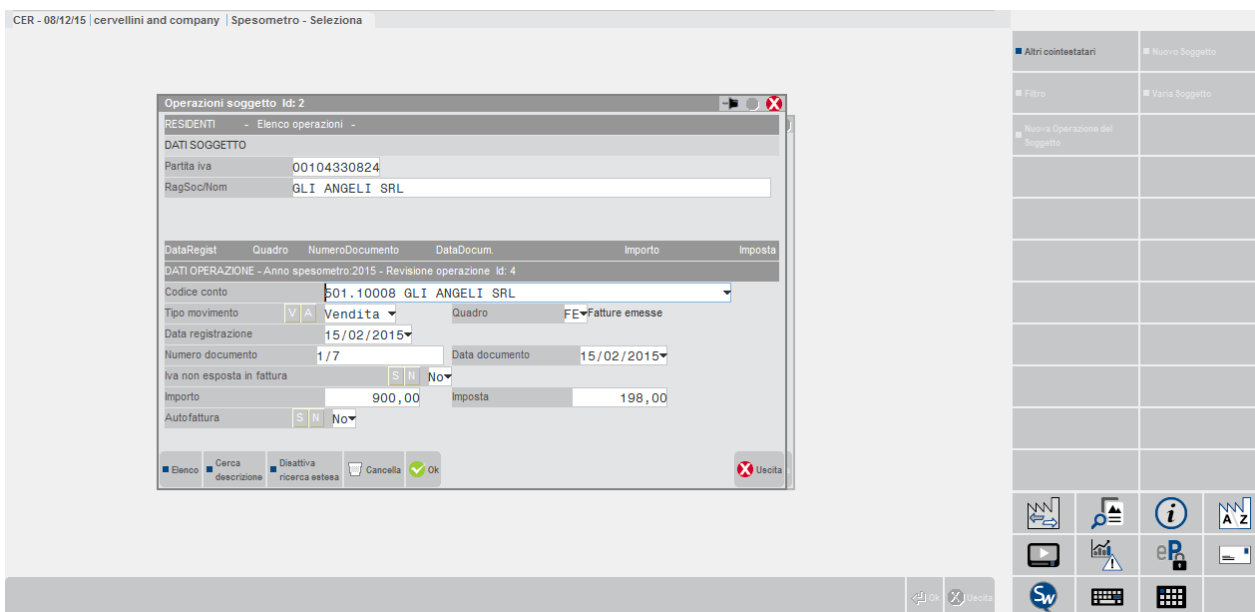 CER - 08/12/15 | cervellini and company | Spesometro - Seleziona
Altri cointestatari
Nuovo Soggetto
Filtro
Varia Soggetto
Nuova Operazione del
Soggetto
Operazioni soggetto Id: 2
RESIDENTI - Elenco operazioni -
DATI SOGGETTO
Partita iva 00104330824
RagSoc/Nom GLI ANGELI SRL
DataRegist Quadro NumeroDocumento DataDocum. Importo Imposta
DATI OPERAZIONE - Anno spesometro:2015 - Revisione operazione Id: 4
Codice conto 501.10008 GLI ANGELI SRL
Tipo movimento V A Vendita Quadro FE Fatture emesse
Data registrazione 15/02/2015
Numero documento 1/7 Data documento 15/02/2015
Iva non esposta in fattura S N No
Importo 900,00 Imposta 198,00
Autofattura S N No
Elenco
Cerca
descrizione
Disattiva
ricerca estesa
Cancella
Ok
Uscita
Ok
Uscita
i
A Z
eP
Sw